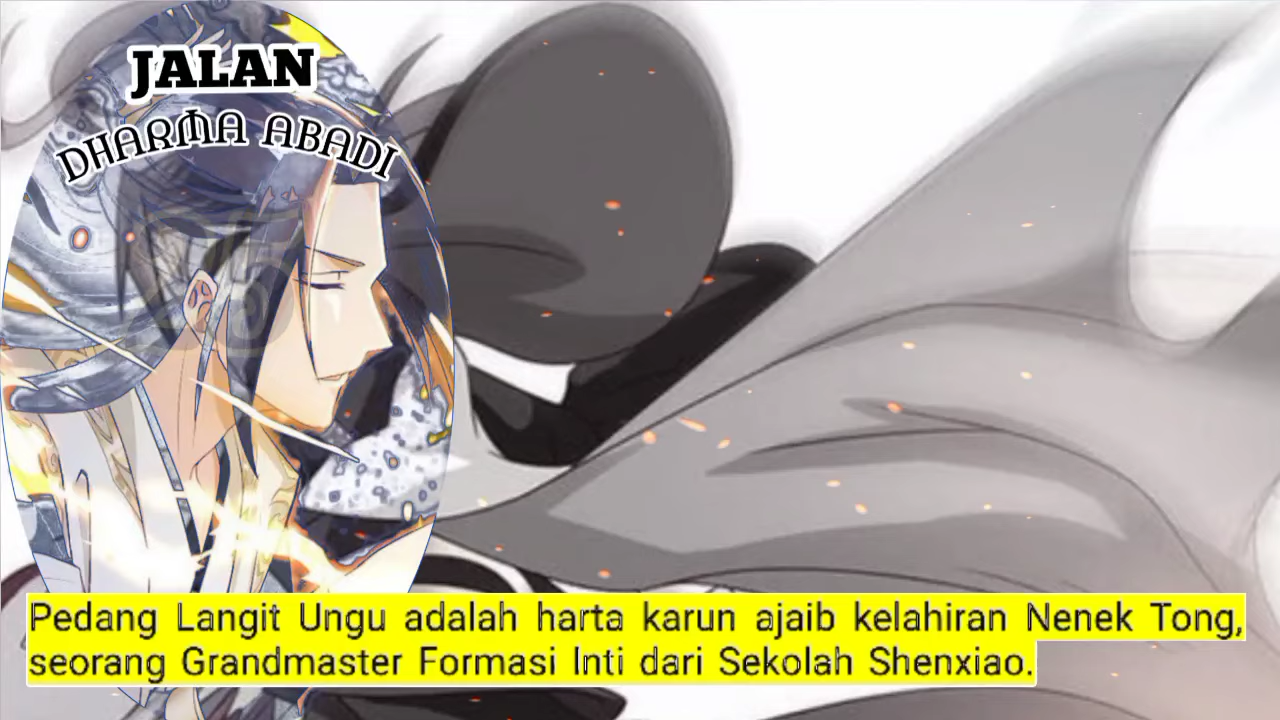 JALAN
DHARMA ABADI
Pedang Langit Ungu adalah harta karun ajaib kelahiran Nenek Tong,
seorang Grandmaster Formasi Inti dari Sekolah Shenxiao.